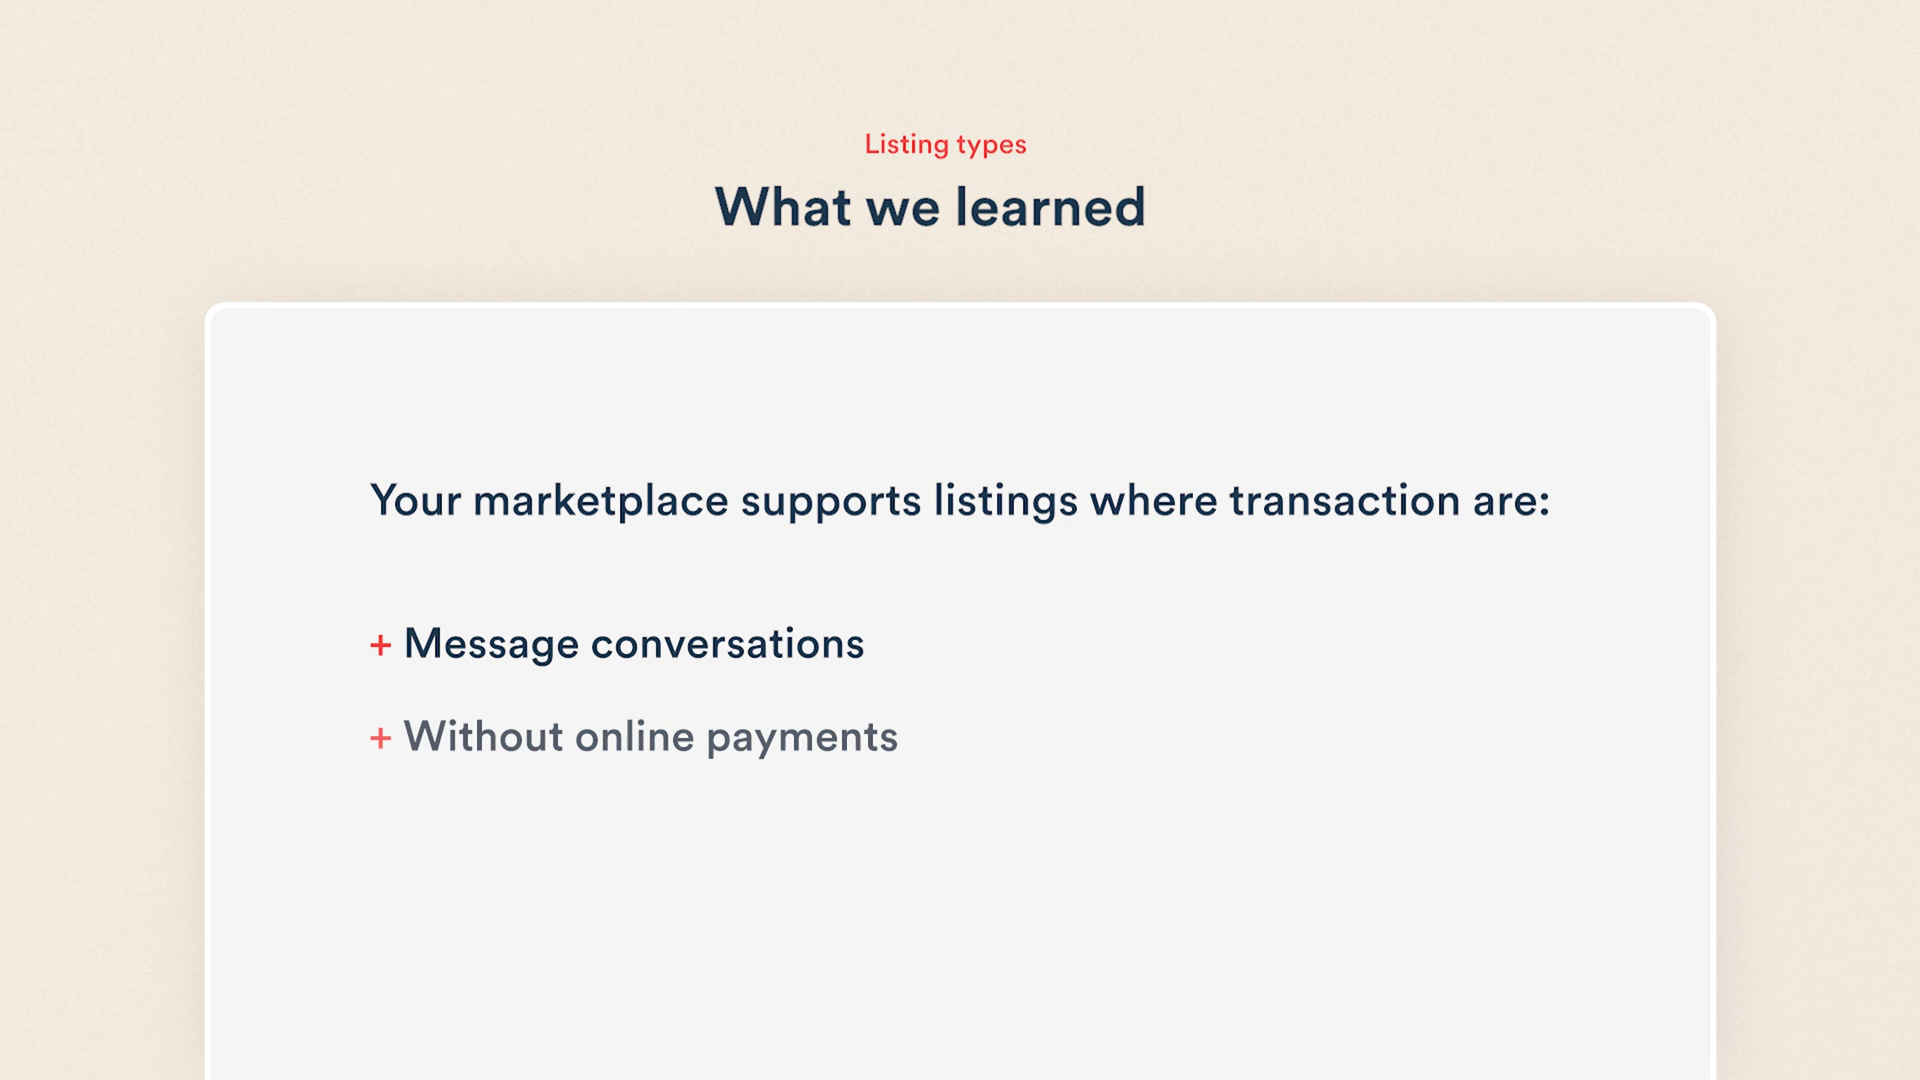 Listing types
What we learned
Your marketplace supports listings where transaction are:
+ Message conversations
+ Without online payments